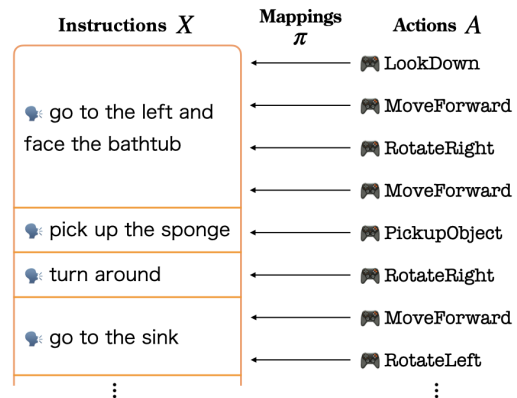 Instructions X
Mappings
π
Actions A
go to the left and
face the bathtub
pick up the sponge
turn around
go to the sink
⋮
LookDown
MoveForward
RotateRight
MoveForward
PickupObject
RotateRight
MoveForward
RotateLeft
⋮